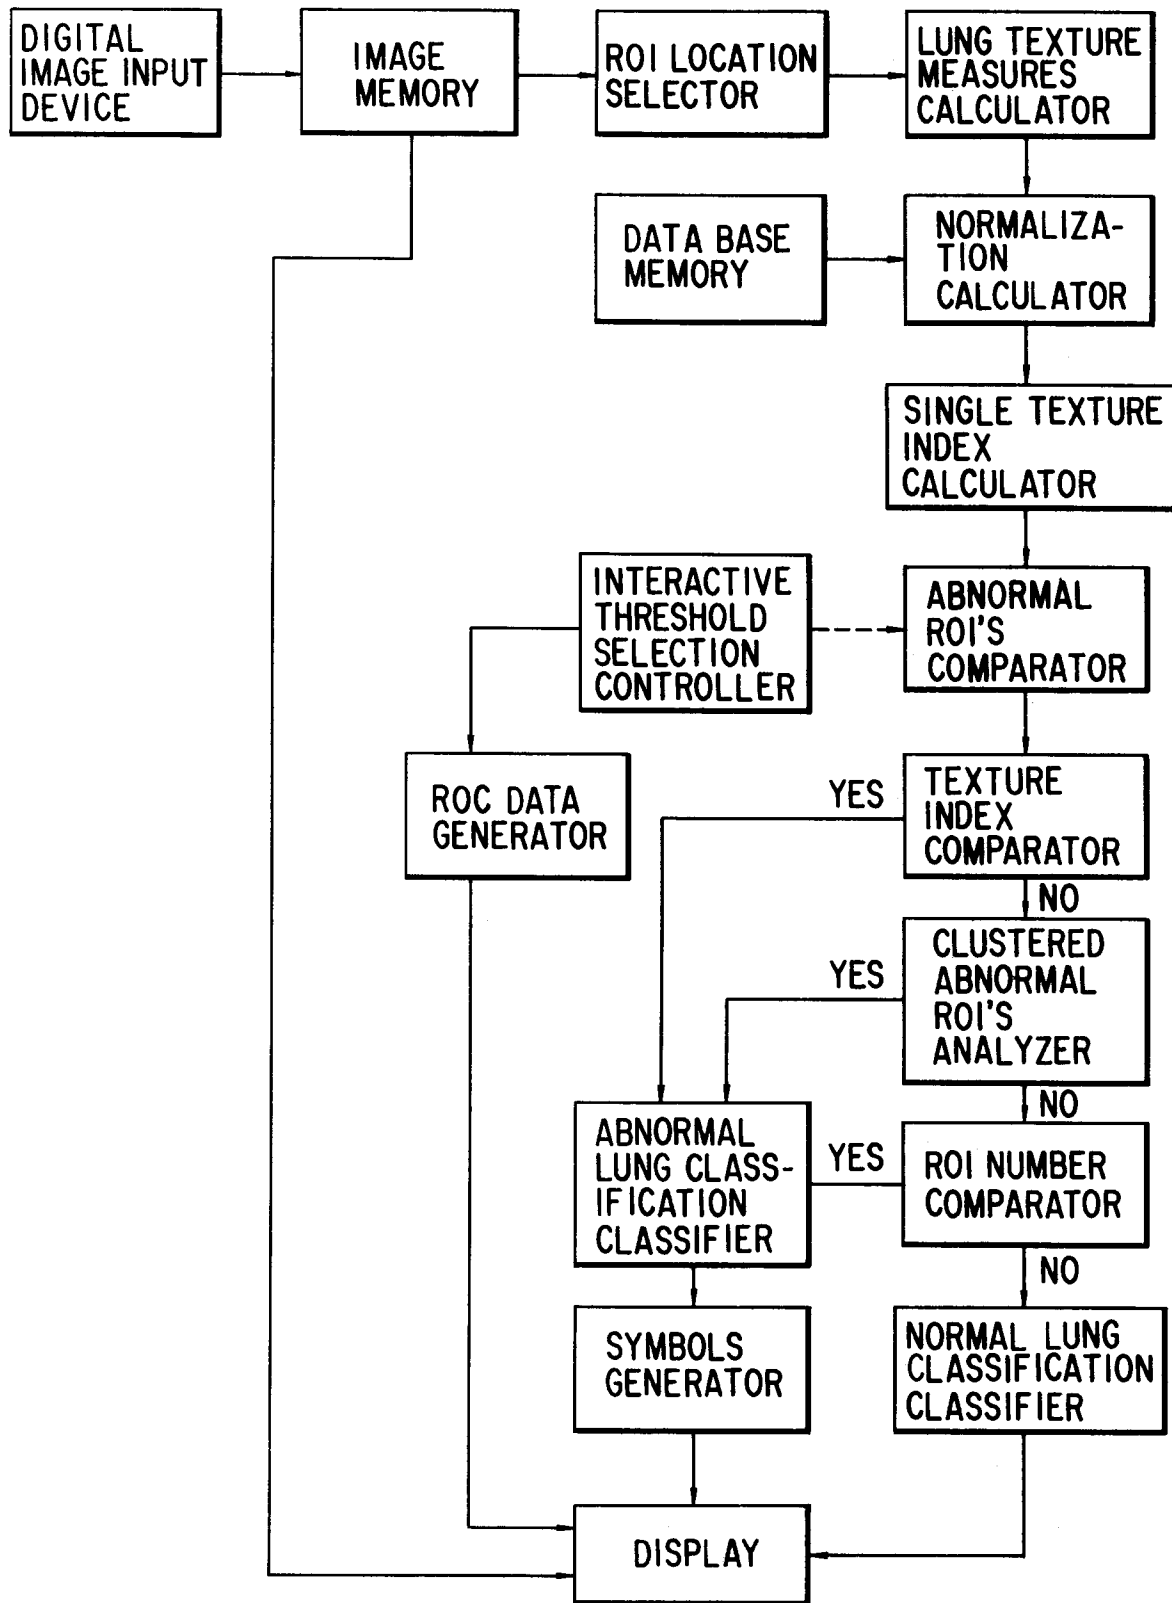 DIGITAL
IMAGE INPUT
DEVICE
IMAGE
MEMORY
ROI LOCATION
SELECTOR
LUNG TEXTURE
MEASURES
CALCULATOR
DATA BASE
MEMORY
NORMALIZA-
TION
CALCULATOR
SINGLE TEXTURE
INDEX
CALCULATOR
INTERACTIVE
THRESHOLD
SELECTION
CONTROLLER
ABNORMAL
ROI'S
COMPARATOR
ROC DATA
GENERATOR
YES
TEXTURE
INDEX
COMPARATOR
NO
YES
CLUSTERED
ABNORMAL
ROI'S
ANALYZER
NO
ABNORMAL
LUNG CLASS-
IFICATION
CLASSIFIER
YES
ROI NUMBER
COMPARATOR
NO
SYMBOLS
GENERATOR
NORMAL LUNG
CLASSIFICATION
CLASSIFIER
DISPLAY